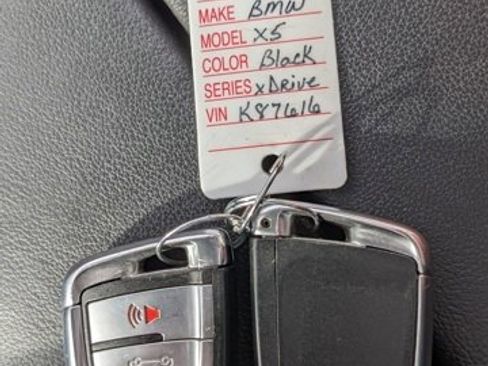 MAKE BMW
MODEL X5
COLOR Black
SERIES xDrive
VIN K87616